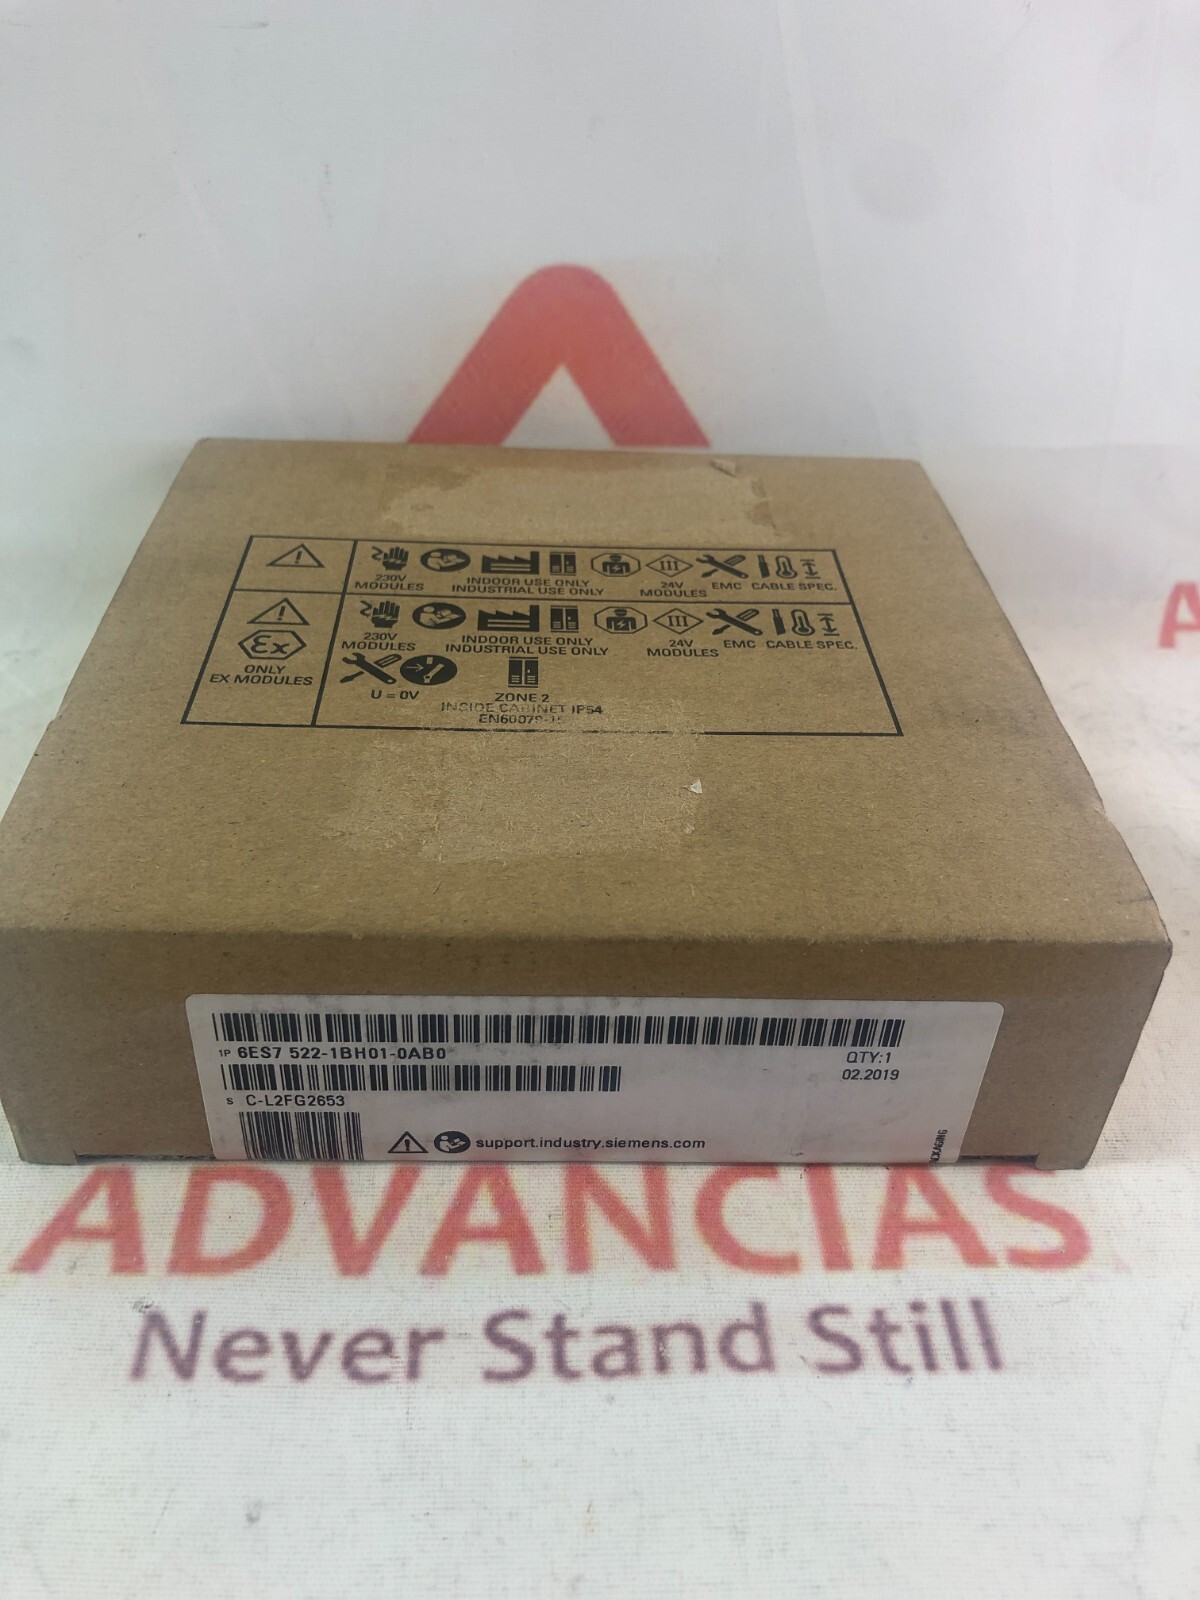 230V
MODULES
INDOOR USE ONLY
INDUSTRIAL USE ONLY
III
24V
MODULES
EMC
CABLE SPEC.
Ex
ONLY
EX MODULES
230V
MODULES
INDOOR USE ONLY
INDUSTRIAL USE ONLY
III
24V
MODULES
EMC
CABLE SPEC.
U = 0V
ZONE 2
INSIDE CABINET IP54
1P 6ES7 522-1BH01-0AB0
QTY:1
02.2019
S C-L2FG2653
support.industry.siemens.com
ADVANCIAS
Never Stand Still